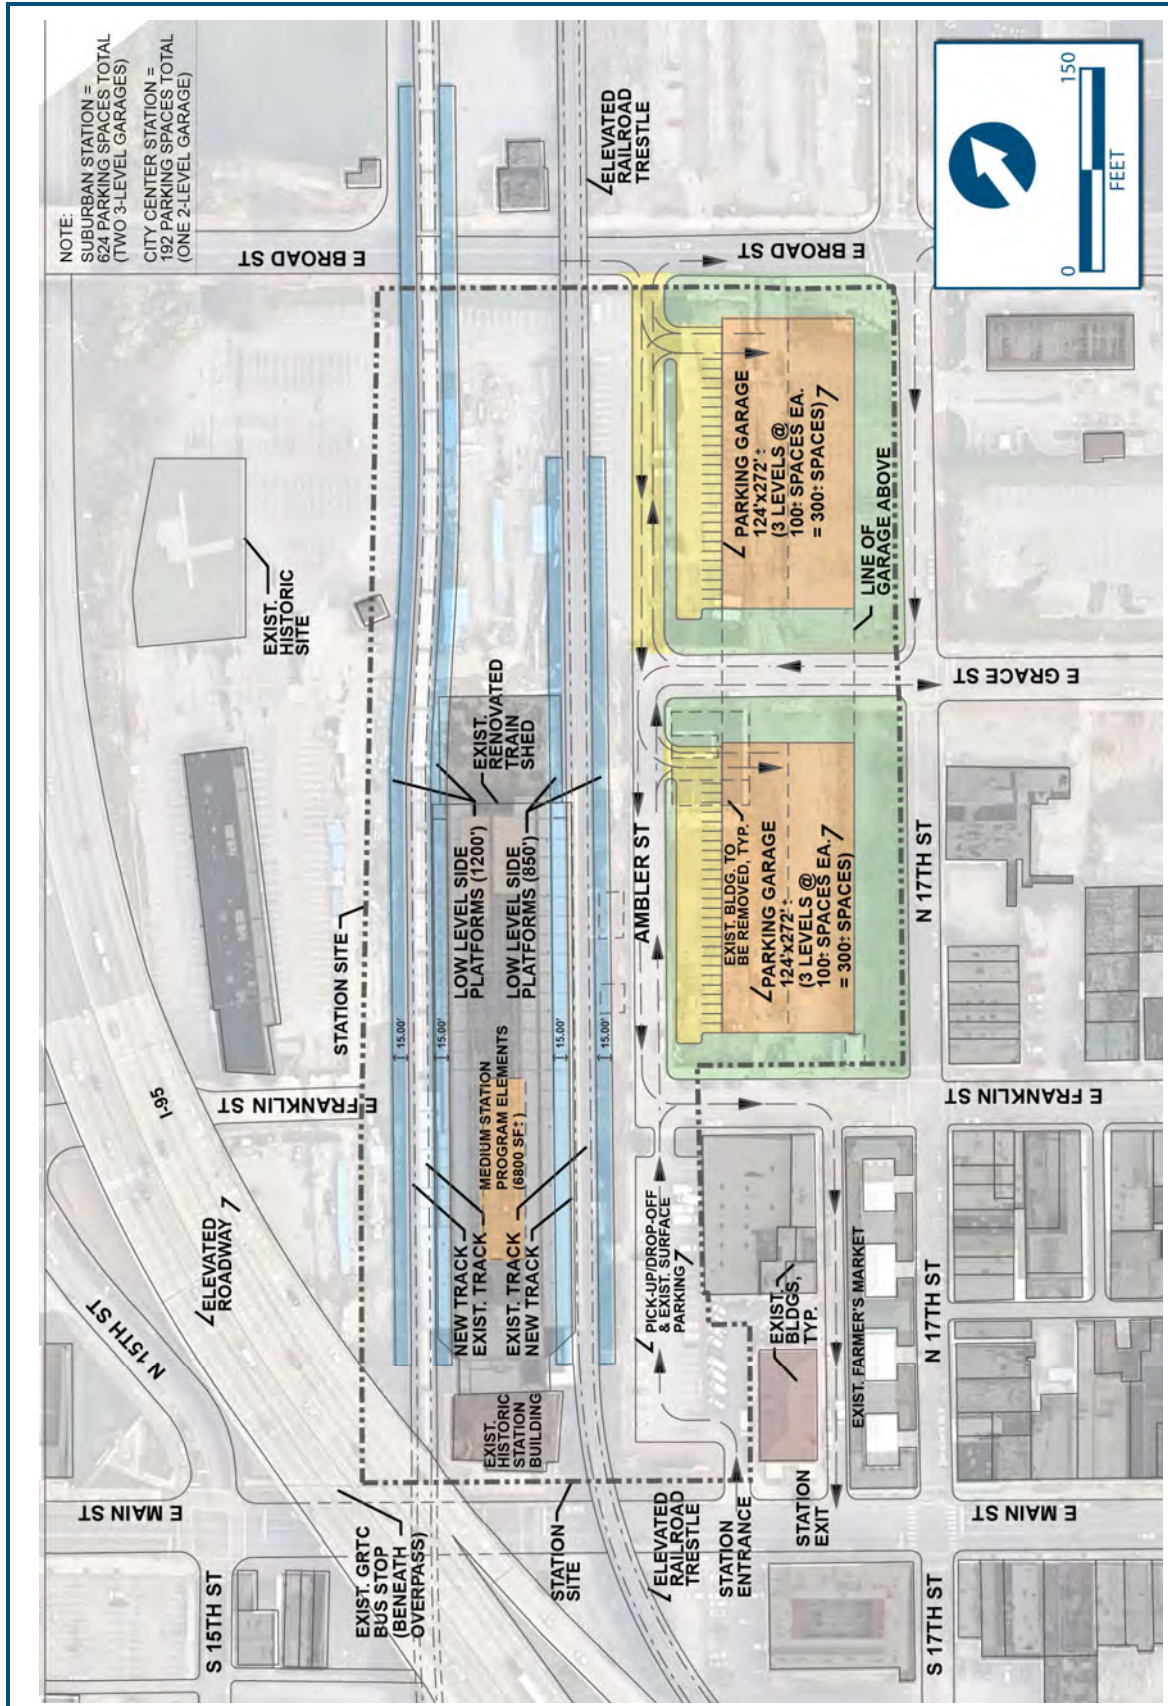 NOTE:
SUBURBAN STATION =
624 PARKING SPACES TOTAL
(TWO 3-LEVEL GARAGES)
CITY CENTER STATION =
192 PARKING SPACES TOTAL
(ONE 2-LEVEL GARAGE)
0
150
FEET
E BROAD ST
E BROAD ST
ELEVATED
RAILROAD
TRESTLE
EXIST.
HISTORIC
SITE
PARKING GARAGE
124'x272'±
(3 LEVELS @
100± SPACES EA.
= 300± SPACES)
LINE OF
GARAGE ABOVE
E GRACE ST
EXIST.
RENOVATED
TRAIN
SHED
LOW LEVEL SIDE
PLATFORMS (1200')
LOW LEVEL SIDE
PLATFORMS (850')
STATION SITE
AMBLER ST
EXIST. BLDG. TO
BE REMOVED, TYP.
PARKING GARAGE
124'x272'±
(3 LEVELS @
100± SPACES EA.
= 300± SPACES)
N 17TH ST
15.00'
15.00'
15.00'
15.00'
MEDIUM STATION
PROGRAM ELEMENTS
(6800 SF±)
I-95
E FRANKLIN ST
E FRANKLIN ST
ELEVATED
ROADWAY
N 15TH ST
NEW TRACK
EXIST. TRACK
EXIST. TRACK
NEW TRACK
PICK-UP/DROP-OFF
& EXIST. SURFACE
PARKING
EXIST.
BLDGS,
TYP.
EXIST. FARMER'S MARKET
N 17TH ST
EXIST.
HISTORIC
STATION
BUILDING
E MAIN ST
E MAIN ST
EXIST. GRTC
BUS STOP
(BENEATH
OVERPASS)
STATION
SITE
ELEVATED
RAILROAD
TRESTLE
STATION
ENTRANCE
STATION
EXIT
S 15TH ST
S 17TH ST